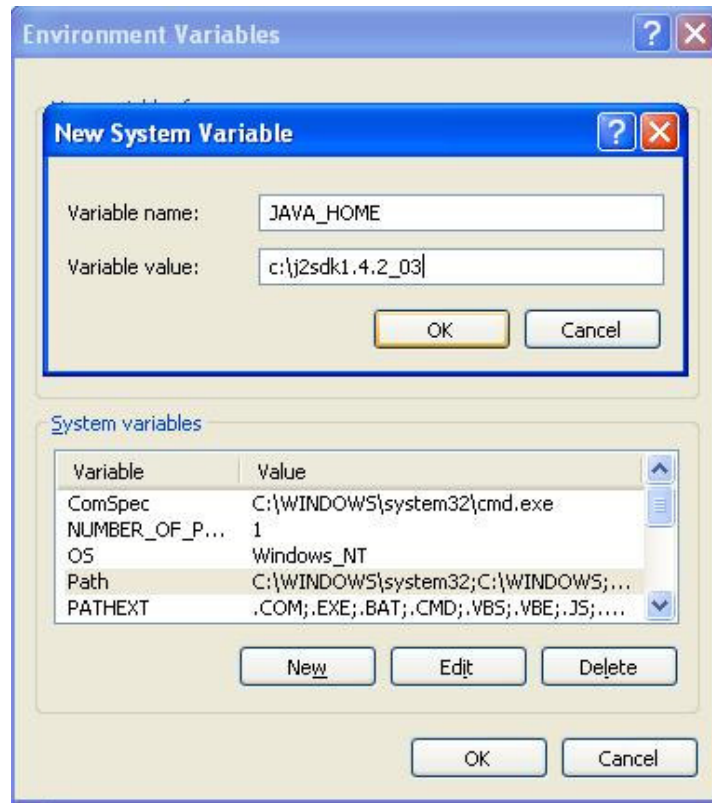 Environment Variables
New System Variable
Variable name: JAVA_HOME
Variable value: c:\j2sdk1.4.2_03
OK Cancel
System variables
Variable Value
ComSpec C:\WINDOWS\system32\cmd.exe
NUMBER_OF_P... 1
OS Windows_NT
Path C:\WINDOWS\system32;C:\WINDOWS;...
PATHEXT .COM;.EXE;.BAT;.CMD;.VBS;.VBE;.JS;....
New Edit Delete
OK Cancel